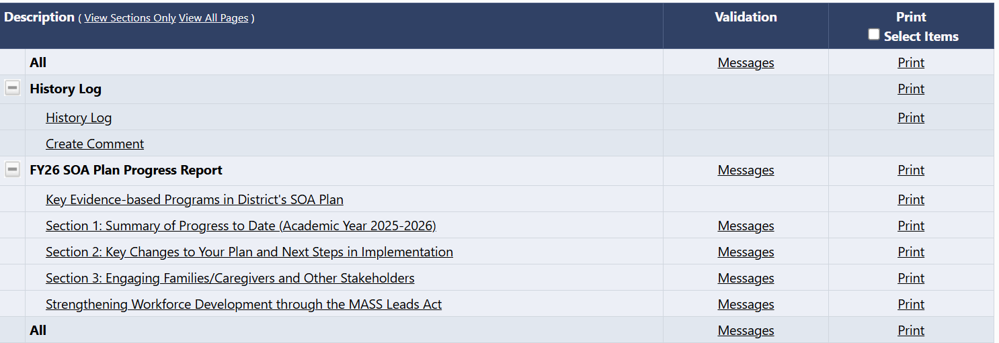 Description ( View Sections Only View All Pages ) Validation Print
Select Items
All Messages Print
History Log Print
History Log Print
Create Comment
FY26 SOA Plan Progress Report Messages Print
Key Evidence-based Programs in District's SOA Plan Print
Section 1: Summary of Progress to Date (Academic Year 2025-2026) Messages Print
Section 2: Key Changes to Your Plan and Next Steps in Implementation Messages Print
Section 3: Engaging Families/Caregivers and Other Stakeholders Messages Print
Strengthening Workforce Development through the MASS Leads Act Messages Print
All Messages Print